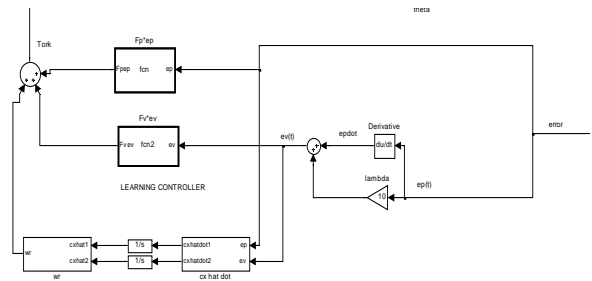 Tork
Fp*ep
Fpep
fcn
ep
Fv*ev
Fvev
fcn2
ev
LEARNING CONTROLLER
ev(t)
epdot
Derivative
du/dt
error
lambda
10
ep(t)
wr
cxhat1
cxhat2
wr
1/s
1/s
cxhatdot1
cxhatdot2
ep
ev
cx hat dot